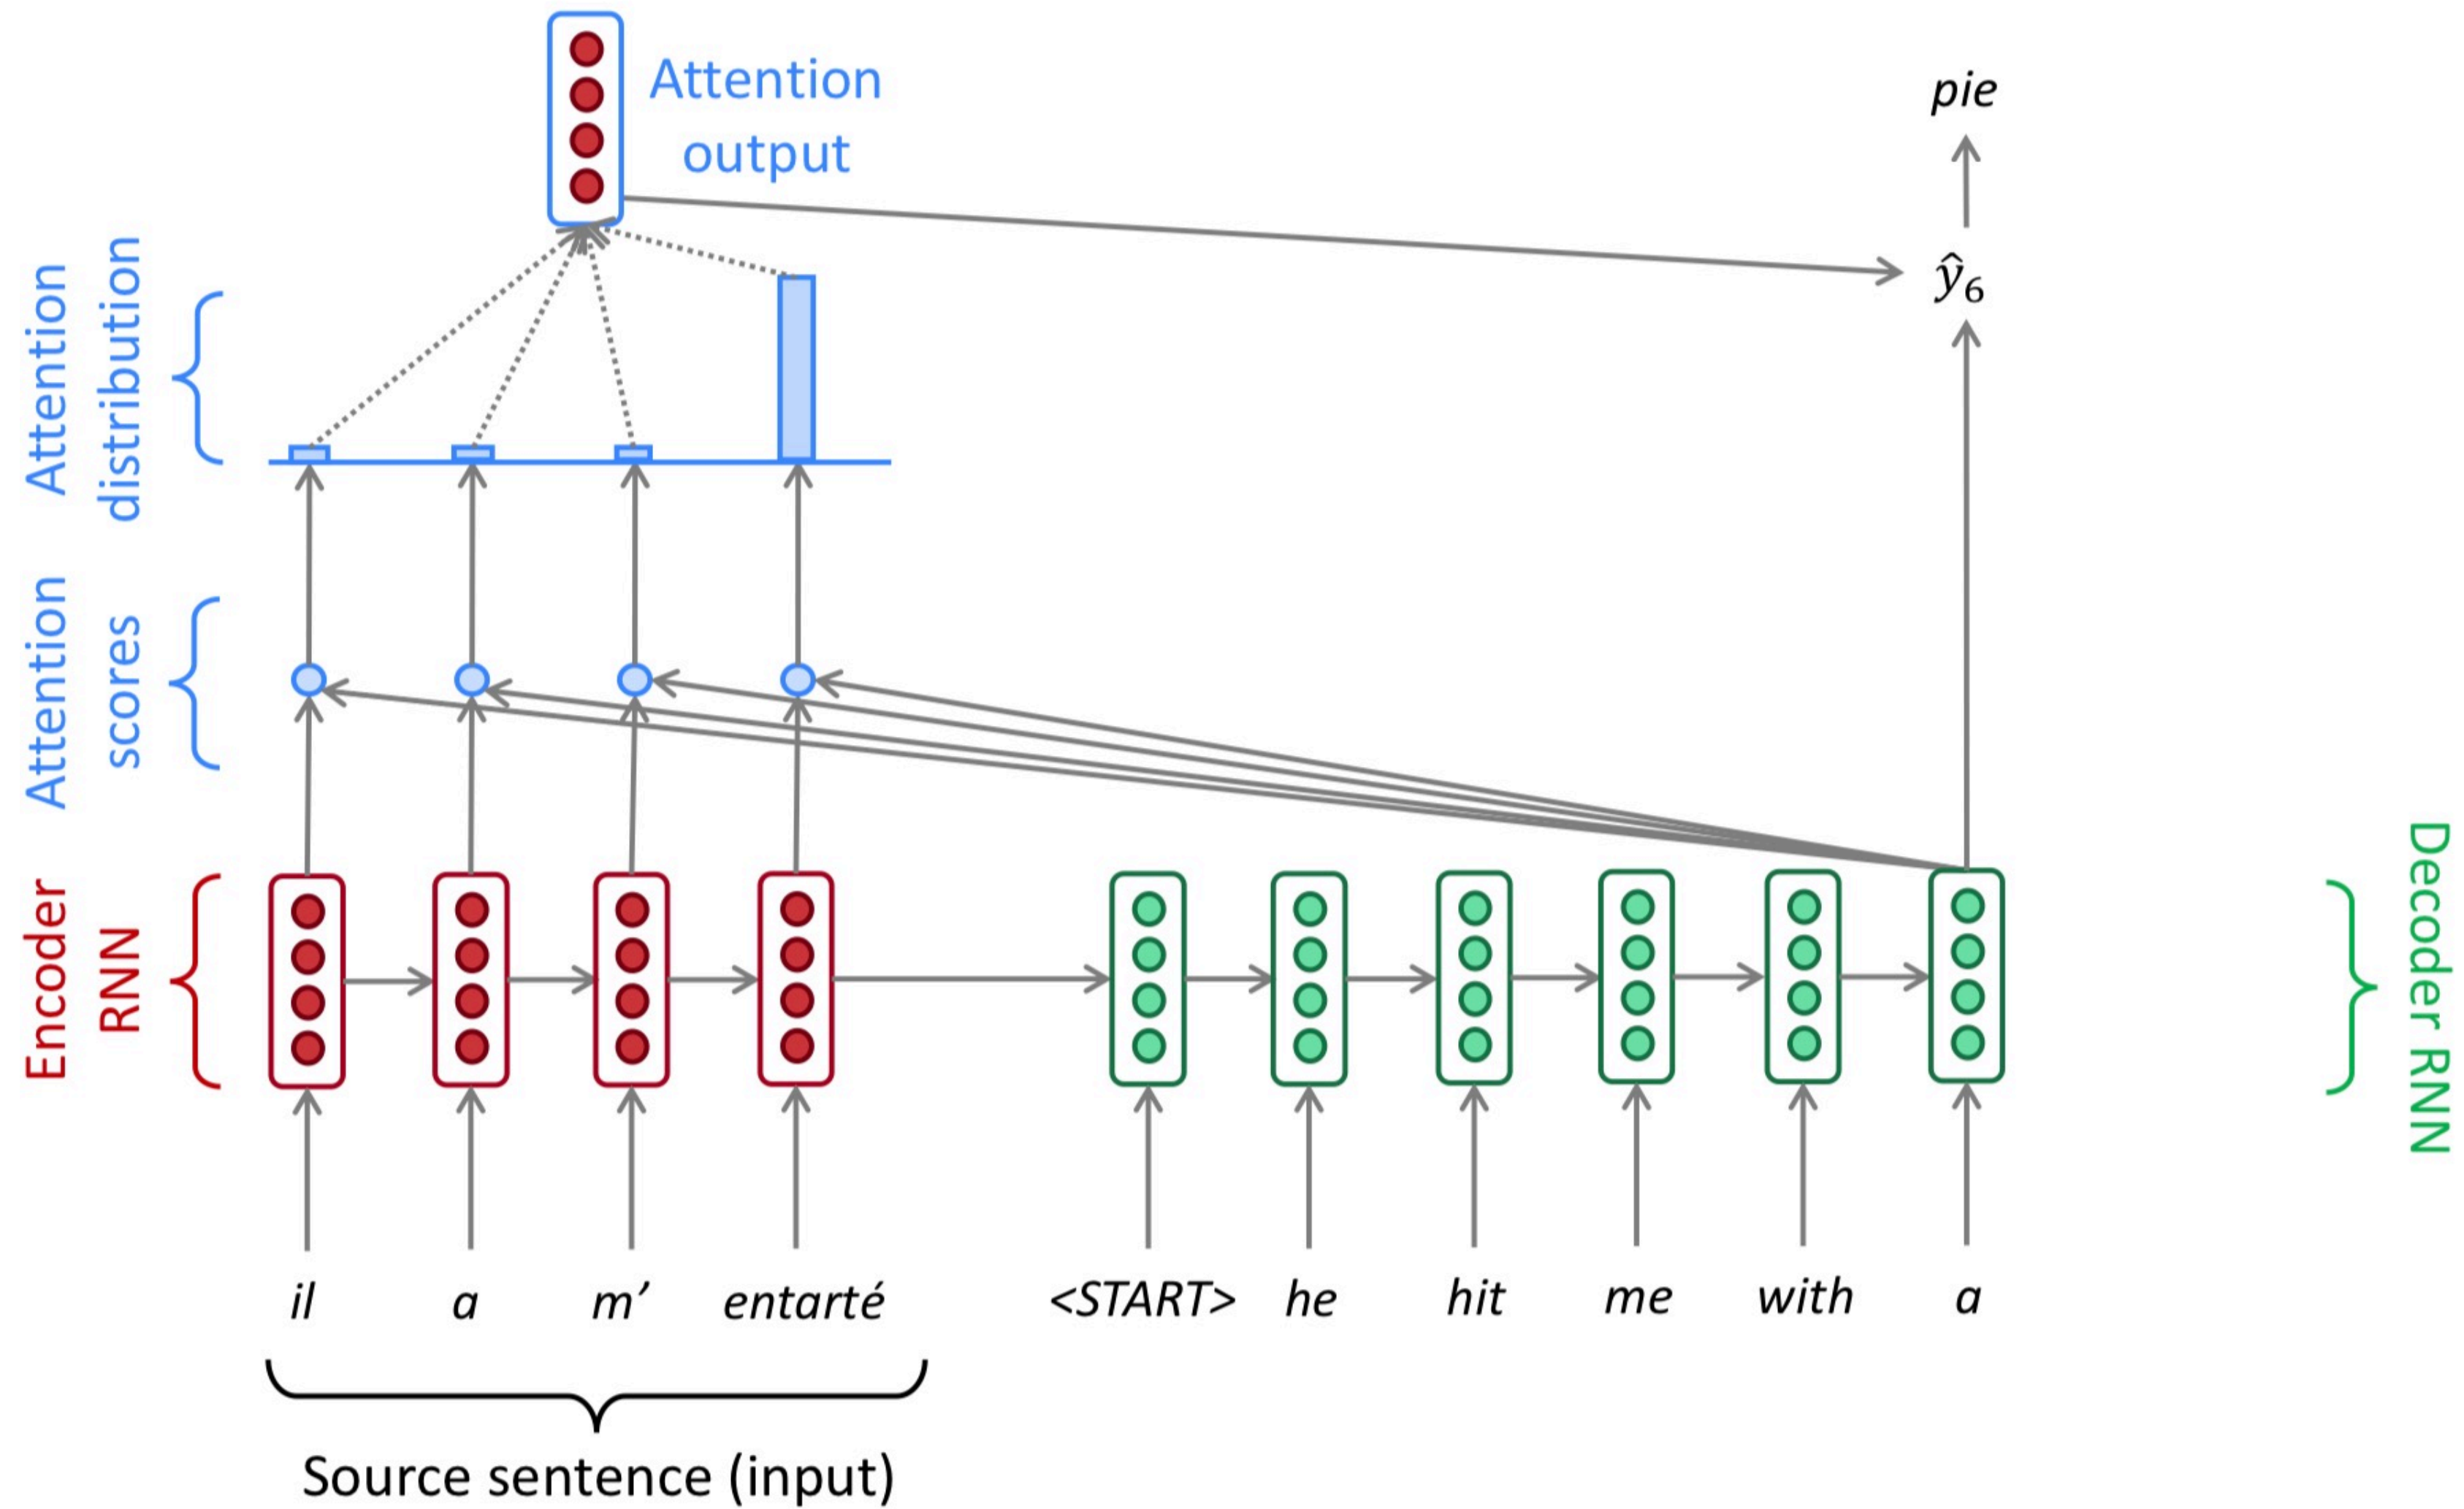 Attention
output
pie
ŷ₆
Attention
distribution
Attention
scores
Encoder
RNN
Decoder RNN
il a m’ entarté <START> he hit me with a
Source sentence (input)